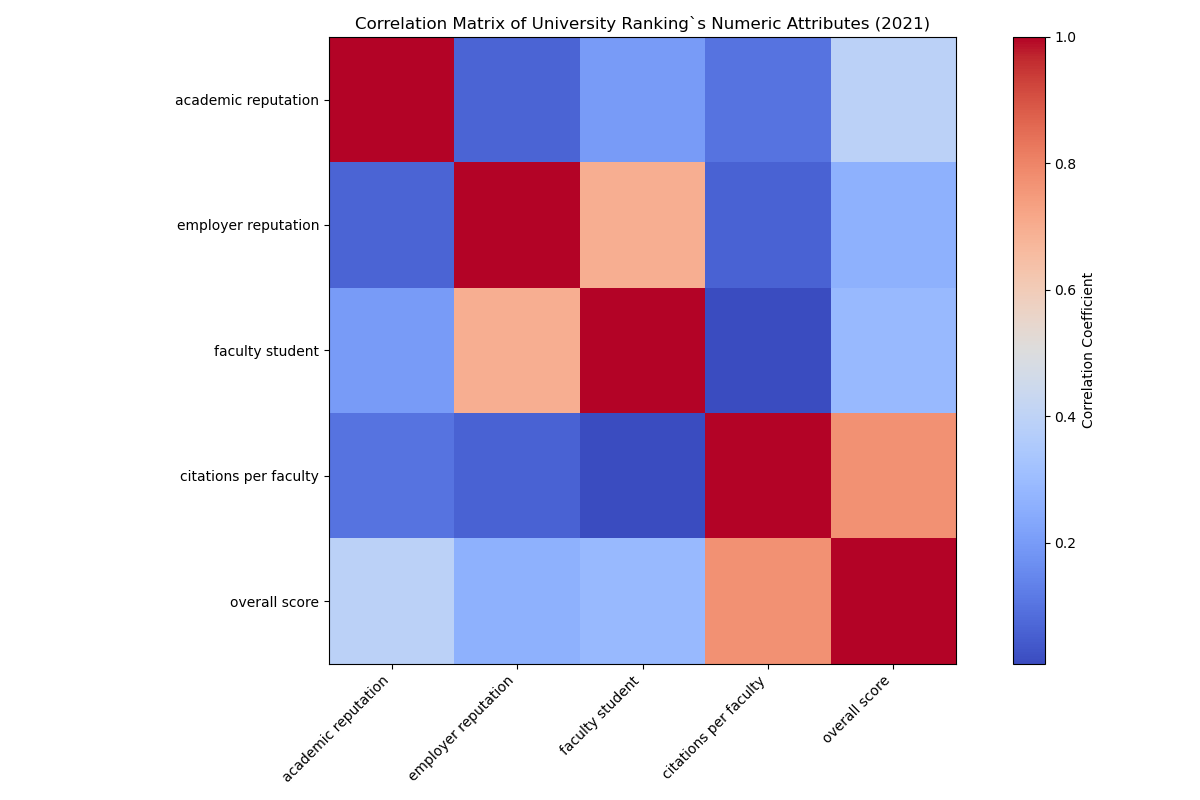 Correlation Matrix of University Ranking`s Numeric Attributes (2021)
academic reputation
employer reputation
faculty student
citations per faculty
overall score
academic reputation
employer reputation
faculty student
citations per faculty
overall score
1.0
0.8
0.6
0.4
0.2
Correlation Coefficient